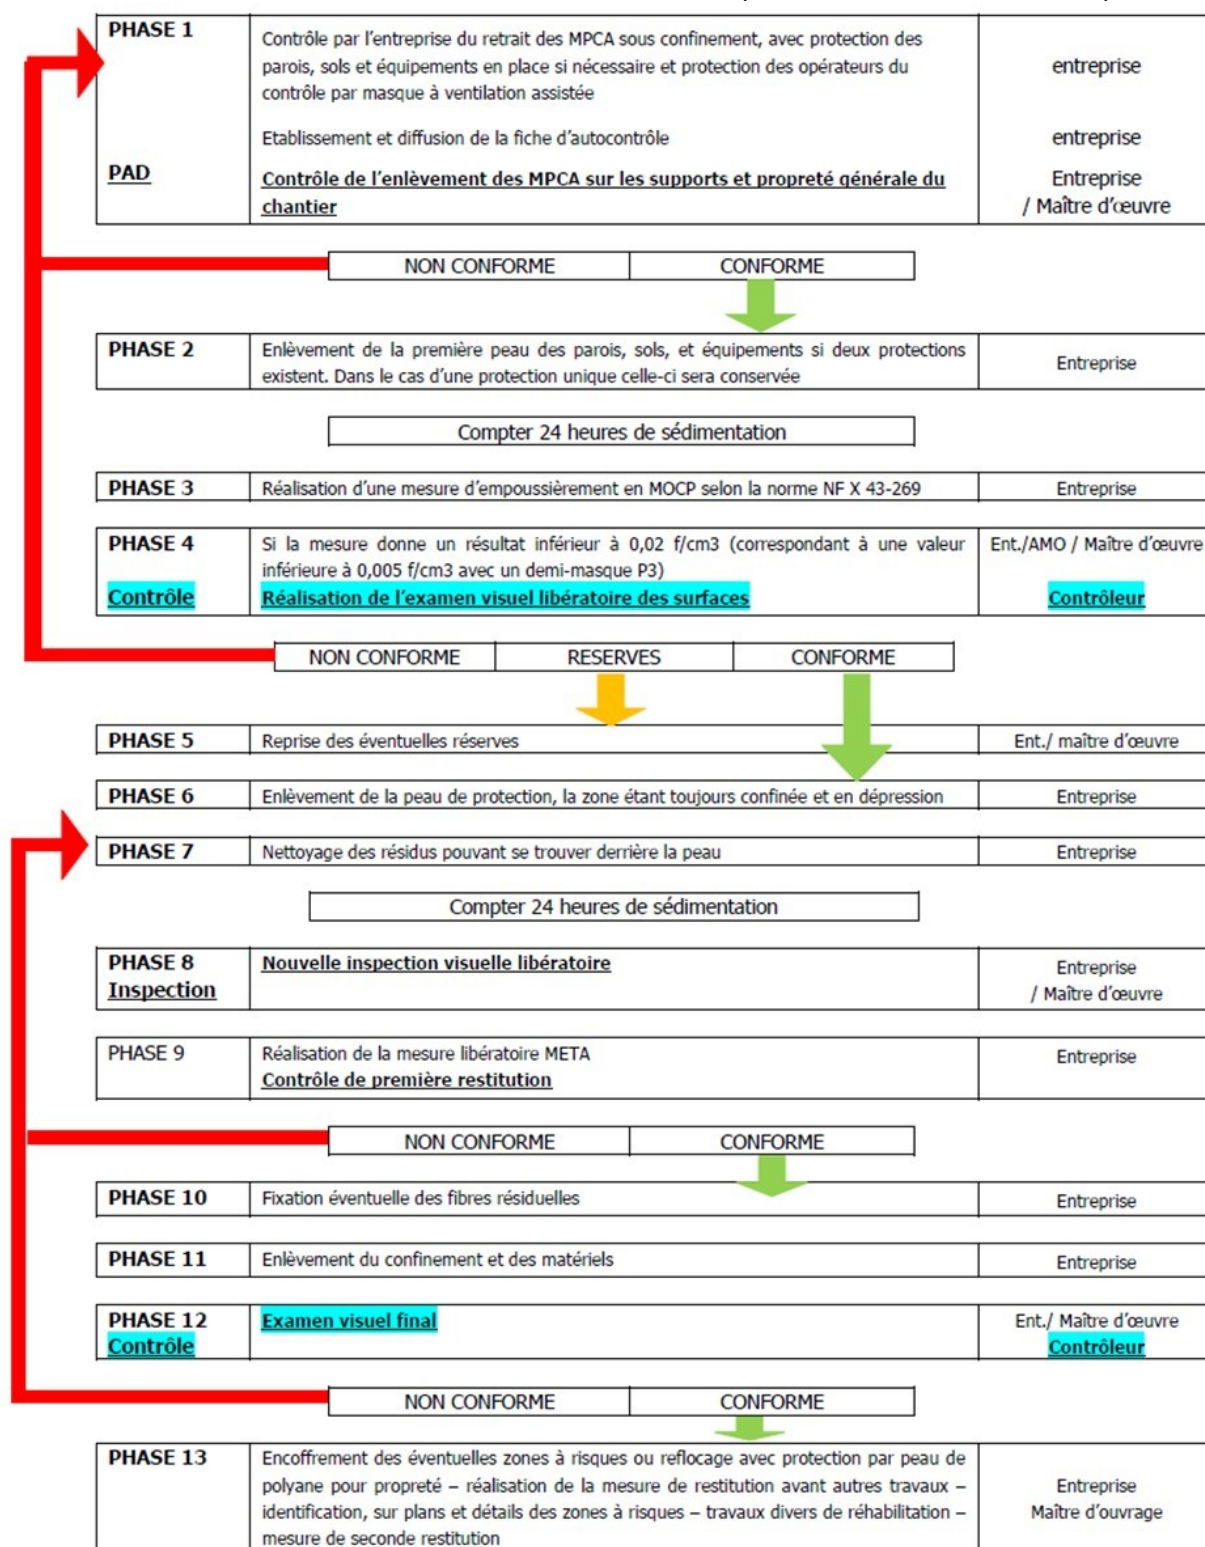 PHASE 1
Contrôle par l'entreprise du retrait des MPCA sous confinement, avec protection des
parois, sols et équipements en place si nécessaire et protection des opérateurs du
contrôle par masque à ventilation assistée
entreprise
Etablissement et diffusion de la fiche d'autocontrôle
entreprise
PAD
Contrôle de l'enlèvement des MPCA sur les supports et propreté générale du
chantier
Entreprise
/ Maître d'œuvre
NON CONFORME
CONFORME
PHASE 2
Enlèvement de la première peau des parois, sols, et équipements si deux protections
existent. Dans le cas d'une protection unique celle-ci sera conservée
Entreprise
Compter 24 heures de sédimentation
PHASE 3
Réalisation d'une mesure d'empoussièrement en MOCP selon la norme NF X 43-269
Entreprise
PHASE 4
Si la mesure donne un résultat inférieur à 0,02 f/cm3 (correspondant à une valeur
inférieure à 0,005 f/cm3 avec un demi-masque P3)
Ent./AMO / Maître d'œuvre
Contrôle
Réalisation de l'examen visuel libératoire des surfaces
Contrôleur
NON CONFORME
RESERVES
CONFORME
PHASE 5
Reprise des éventuelles réserves
Ent./ maître d'œuvre
PHASE 6
Enlèvement de la peau de protection, la zone étant toujours confinée et en dépression
Entreprise
PHASE 7
Nettoyage des résidus pouvant se trouver derrière la peau
Entreprise
Compter 24 heures de sédimentation
PHASE 8
Inspection
Nouvelle inspection visuelle libératoire
Entreprise
/ Maître d'œuvre
PHASE 9
Réalisation de la mesure libératoire META
Contrôle de première restitution
Entreprise
NON CONFORME
CONFORME
PHASE 10
Fixation éventuelle des fibres résiduelles
Entreprise
PHASE 11
Enlèvement du confinement et des matériels
Entreprise
PHASE 12
Contrôle
Examen visuel final
Ent./ Maître d'œuvre
Contrôleur
NON CONFORME
CONFORME
PHASE 13
Encoffrement des éventuelles zones à risques ou reflocage avec protection par peau de
polyane pour propreté – réalisation de la mesure de restitution avant autres travaux –
identification, sur plans et détails des zones à risques – travaux divers de réhabilitation –
mesure de seconde restitution
Entreprise
Maître d'ouvrage